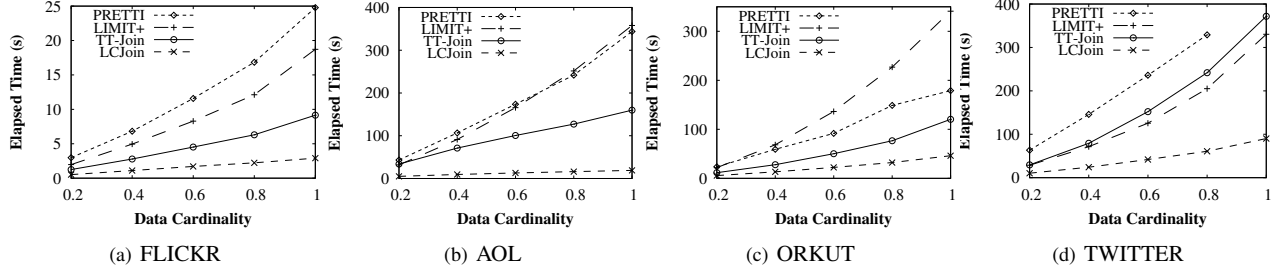 25
20
15
10
5
0
0.2 0.4 0.6 0.8 1
Elapsed Time (s)
Data Cardinality
PRETTI
LIMIT+
TT-Join
LCJoin
(a) FLICKR
400
300
200
100
0
0.2 0.4 0.6 0.8 1
Elapsed Time (s)
Data Cardinality
PRETTI
LIMIT+
TT-Join
LCJoin
(b) AOL
350
300
200
100
0
0.2 0.4 0.6 0.8 1
Elapsed Time (s)
Data Cardinality
PRETTI
LIMIT+
TT-Join
LCJoin
(c) ORKUT
400
300
200
100
0
0.2 0.4 0.6 0.8 1
Elapsed Time (s)
Data Cardinality
PRETTI
LIMIT+
TT-Join
LCJoin
(d) TWITTER